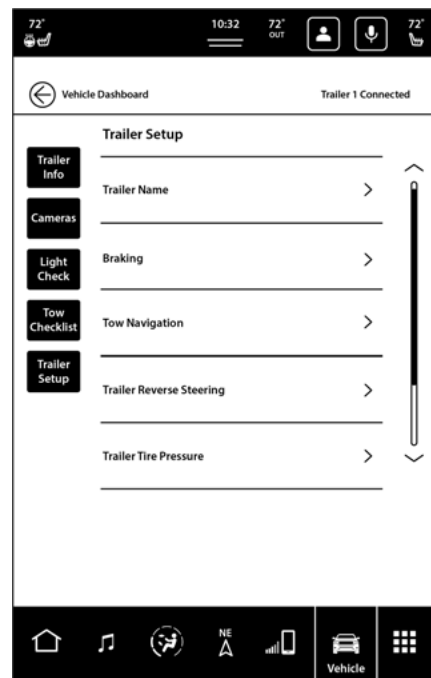 72°
10:32
72°
OUT
72°
Vehicle Dashboard
Trailer 1 Connected
Trailer Setup
Trailer
Info
Cameras
Light
Check
Tow
Checklist
Trailer
Setup
Trailer Name
Braking
Tow Navigation
Trailer Reverse Steering
Trailer Tire Pressure
NE
Vehicle